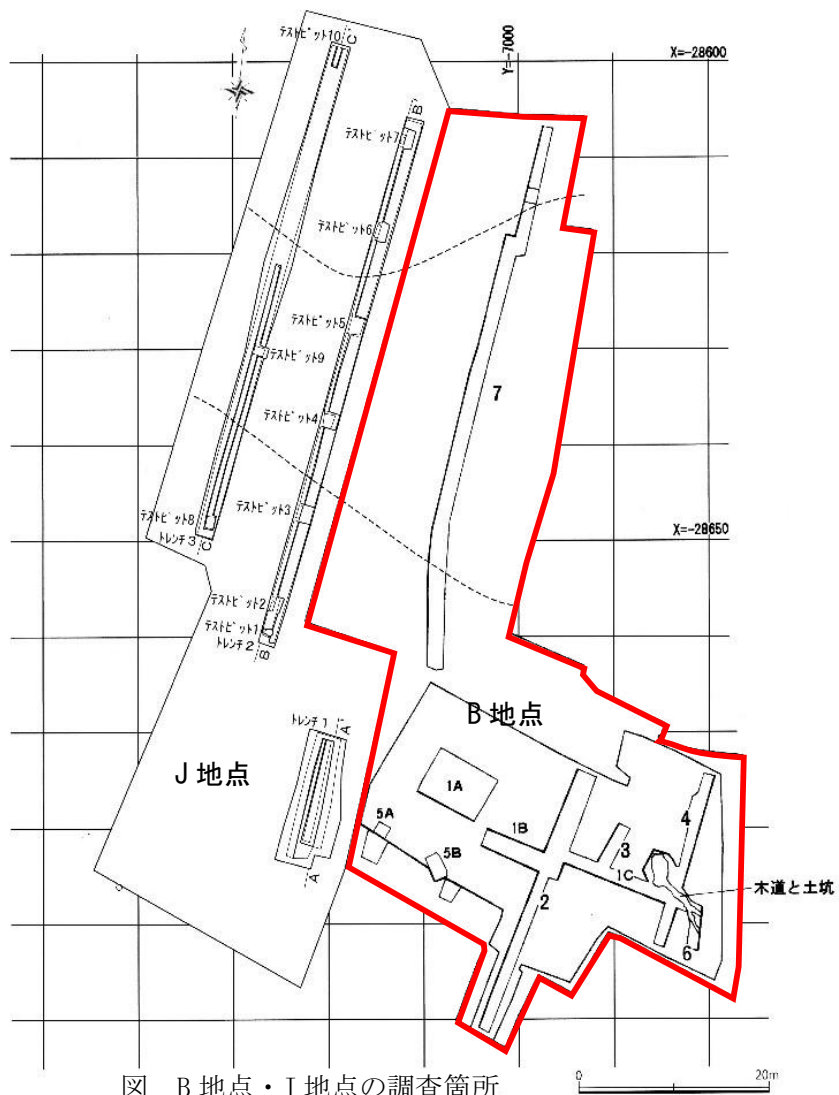 テストピット10
C
Y=-7000
X=-28600
B
テストピット7
テストピット6
テストピット5
テストピット9
テストピット4
7
テストピット3
テストピット8
トレンチ3
C
X=-28650
テストピット2
テストピット1
トレンチ2
B
B地点
トレンチ1
A
J地点
1A
5A
1B
4
5B
3
1C
木道と土坑
2
A
6
図 B地点・J地点の調査箇所
0
20m